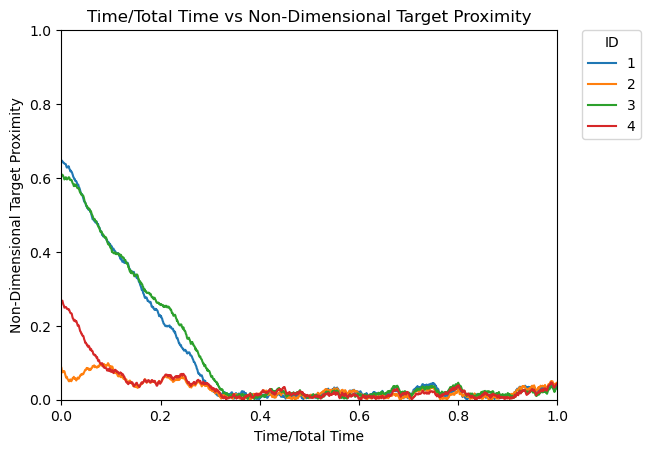 Time/Total Time vs Non-Dimensional Target Proximity
ID
1
2
3
4
Non-Dimensional Target Proximity
1.0
0.8
0.6
0.4
0.2
0.0
0.0 0.2 0.4 0.6 0.8 1.0
Time/Total Time